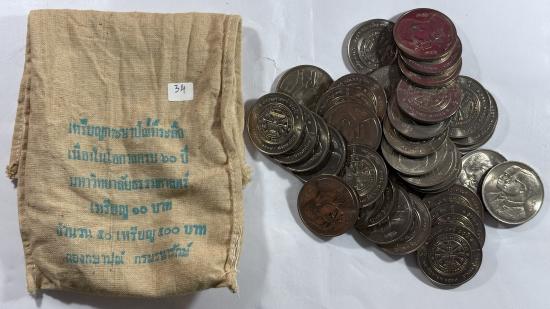 34
เหรียญกษาปณ์ที่ระลึก
เนื่องในโอกาสครบ ๖๐ ปี
มหาวิทยาลัยธรรมศาสตร์
เหรียญ ๑๐ บาท
จำนวน ๕๐ เหรียญ ๕๐๐ บาท
กองกษาปณ์ กรมธนารักษ์